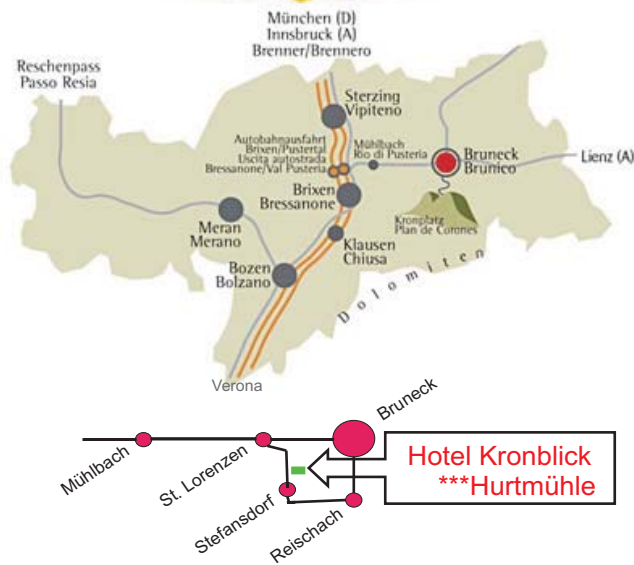 München (D)
Innsbruck (A)
Brenner/Brennero
Reschenpass
Passo Resia
Sterzing
Vipiteno
Autobahnausfahrt
Brixen/Pustertal
Uscita autostrada
Bressanone/Val Pusteria
Mühlbach
Rio di Pusteria
Bruneck
Brunico
Lienz (A)
Brixen
Bressanone
Kronplatz
Plan de Corones
Meran
Merano
Klausen
Chiusa
Bozen
Bolzano
Dolomiten
Verona
Bruneck
Mühlbach
St. Lorenzen
Hotel Kronblick
***Hurtmühle
Stefansdorf
Reischach